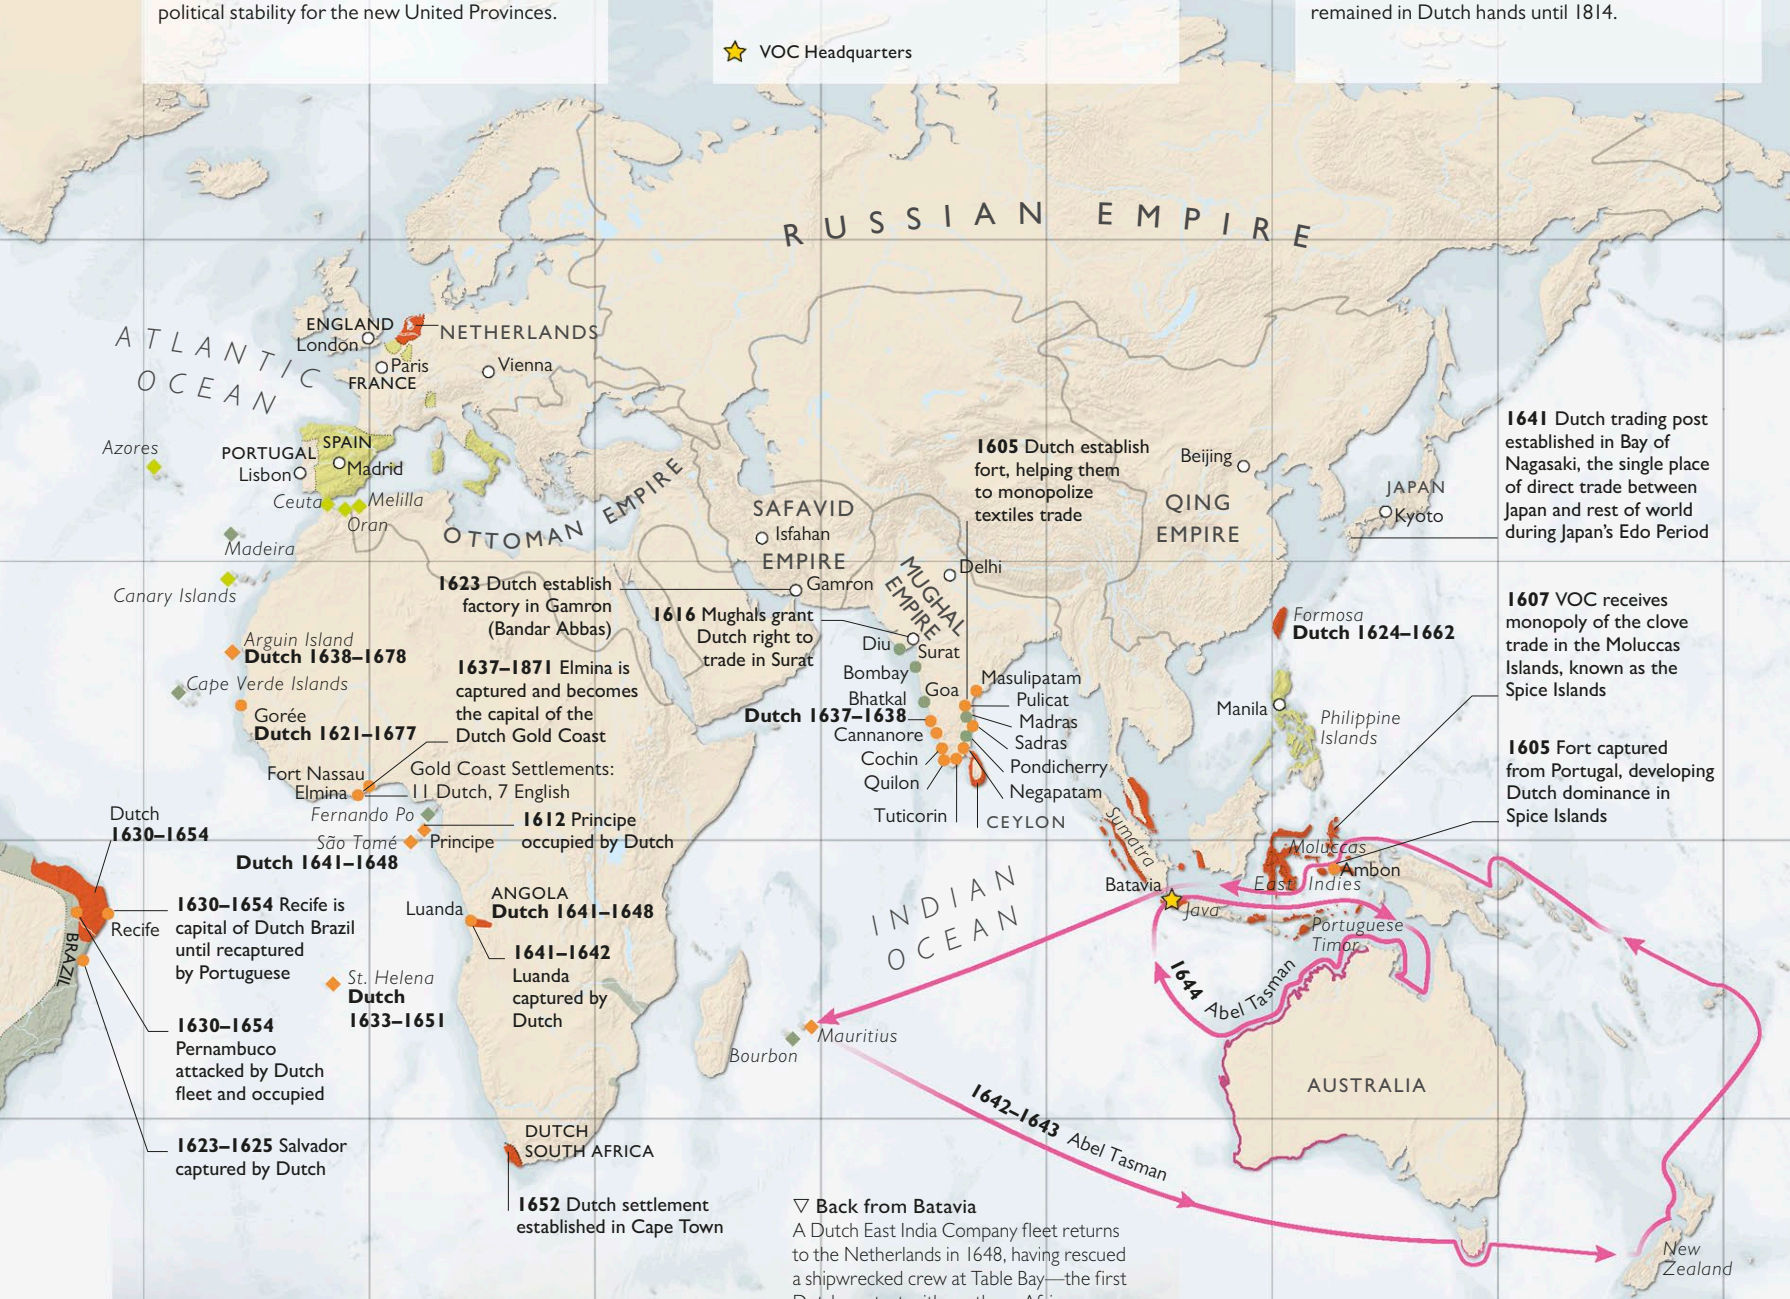 political stability for the new United Provinces.
VOC Headquarters
remained in Dutch hands until 1814.
RUSSIAN EMPIRE
ATLANTIC
OCEAN
ENGLAND
London
NETHERLANDS
Paris
FRANCE
Vienna
Azores
PORTUGAL
Lisbon
SPAIN
Madrid
Ceuta
Melilla
Oran
Madeira
Canary Islands
OTTOMAN EMPIRE
SAFAVID
EMPIRE
Isfahan
Gamron
1605 Dutch establish
fort, helping them
to monopolize
textiles trade
Beijing
QING
EMPIRE
JAPAN
Kyoto
1641 Dutch trading post
established in Bay of
Nagasaki, the single place
of direct trade between
Japan and rest of world
during Japan's Edo Period
MUGHAL
EMPIRE
Delhi
1623 Dutch establish
factory in Gamron
(Bandar Abbas)
1616 Mughals grant
Dutch right to
trade in Surat
Diu
Surat
Bombay
Bhatkal
Goa
Dutch 1637–1638
Cannanore
Cochin
Quilon
Tuticorin
Masulipatam
Pulicat
Madras
Sadras
Pondicherry
Negapatam
CEYLON
Formosa
Dutch 1624–1662
1607 VOC receives
monopoly of the clove
trade in the Moluccas
Islands, known as the
Spice Islands
Manila
Philippine
Islands
1605 Fort captured
from Portugal, developing
Dutch dominance in
Spice Islands
Arguin Island
Dutch 1638–1678
Cape Verde Islands
Gorée
Dutch 1621–1677
1637–1871 Elmina is
captured and becomes
the capital of the
Dutch Gold Coast
Fort Nassau
Elmina
Gold Coast Settlements:
11 Dutch, 7 English
Fernando Po
1612 Principe
occupied by Dutch
São Tomé
Principe
Dutch 1641–1648
Dutch
1630–1654
1630–1654 Recife is
capital of Dutch Brazil
until recaptured
by Portuguese
Recife
BRAZIL
1630–1654
Pernambuco
attacked by Dutch
fleet and occupied
1623–1625 Salvador
captured by Dutch
Luanda
ANGOLA
Dutch 1641–1648
1641–1642
Luanda
captured by
Dutch
St. Helena
Dutch
1633–1651
INDIAN
OCEAN
Sumatra
Batavia
Java
East Indies
Moluccas
Ambon
Portuguese
Timor
1644 Abel Tasman
Mauritius
Bourbon
AUSTRALIA
1642–1643 Abel Tasman
DUTCH
SOUTH AFRICA
1652 Dutch settlement
established in Cape Town
▽ Back from Batavia
A Dutch East India Company fleet returns
to the Netherlands in 1648, having rescued
a shipwrecked crew at Table Bay—the first
New
Zealand